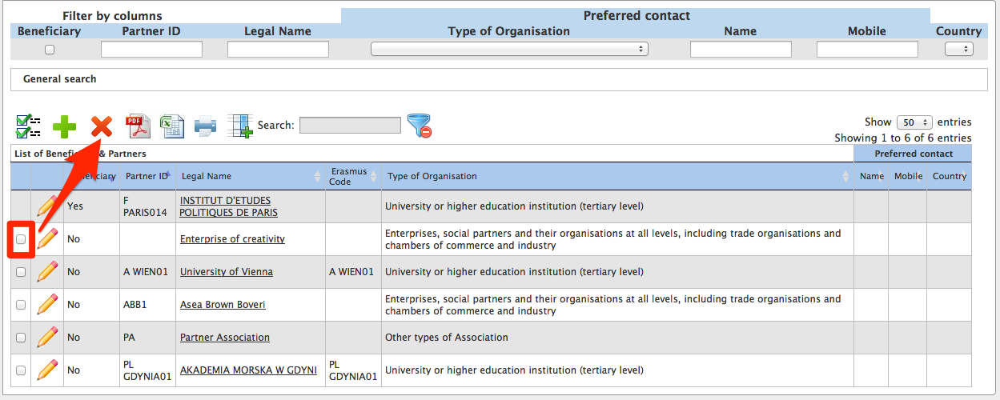 Filter by columns
Preferred contact
Beneficiary Partner ID Legal Name Type of Organisation Name Mobile Country
General search
PDF
Search:
Show 50 entries
Showing 1 to 6 of 6 entries
List of Benefici & Partners
Preferred contact
enficiary Partner ID Legal Name Erasmus Code Type of Organisation Name Mobile Country
Yes F PARIS014 INSTITUT D'ETUDES POLITIQUES DE PARIS University or higher education institution (tertiary level)
No Enterprise of creativity Enterprises, social partners and their organisations at all levels, including trade organisations and
chambers of commerce and industry
No A WIEN01 University of Vienna A WIEN01 University or higher education institution (tertiary level)
No ABB1 Asea Brown Boveri Enterprises, social partners and their organisations at all levels, including trade organisations and
chambers of commerce and industry
No PA Partner Association Other types of Association
No PL GDYNIA01 AKADEMIA MORSKA W GDYNI PL GDYNIA01 University or higher education institution (tertiary level)